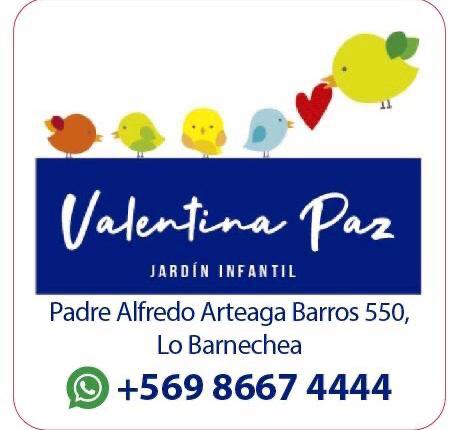 Valentina Paz
JARDÍN INFANTIL
Padre Alfredo Arteaga Barros 550,
Lo Barnechea
+569 8667 4444